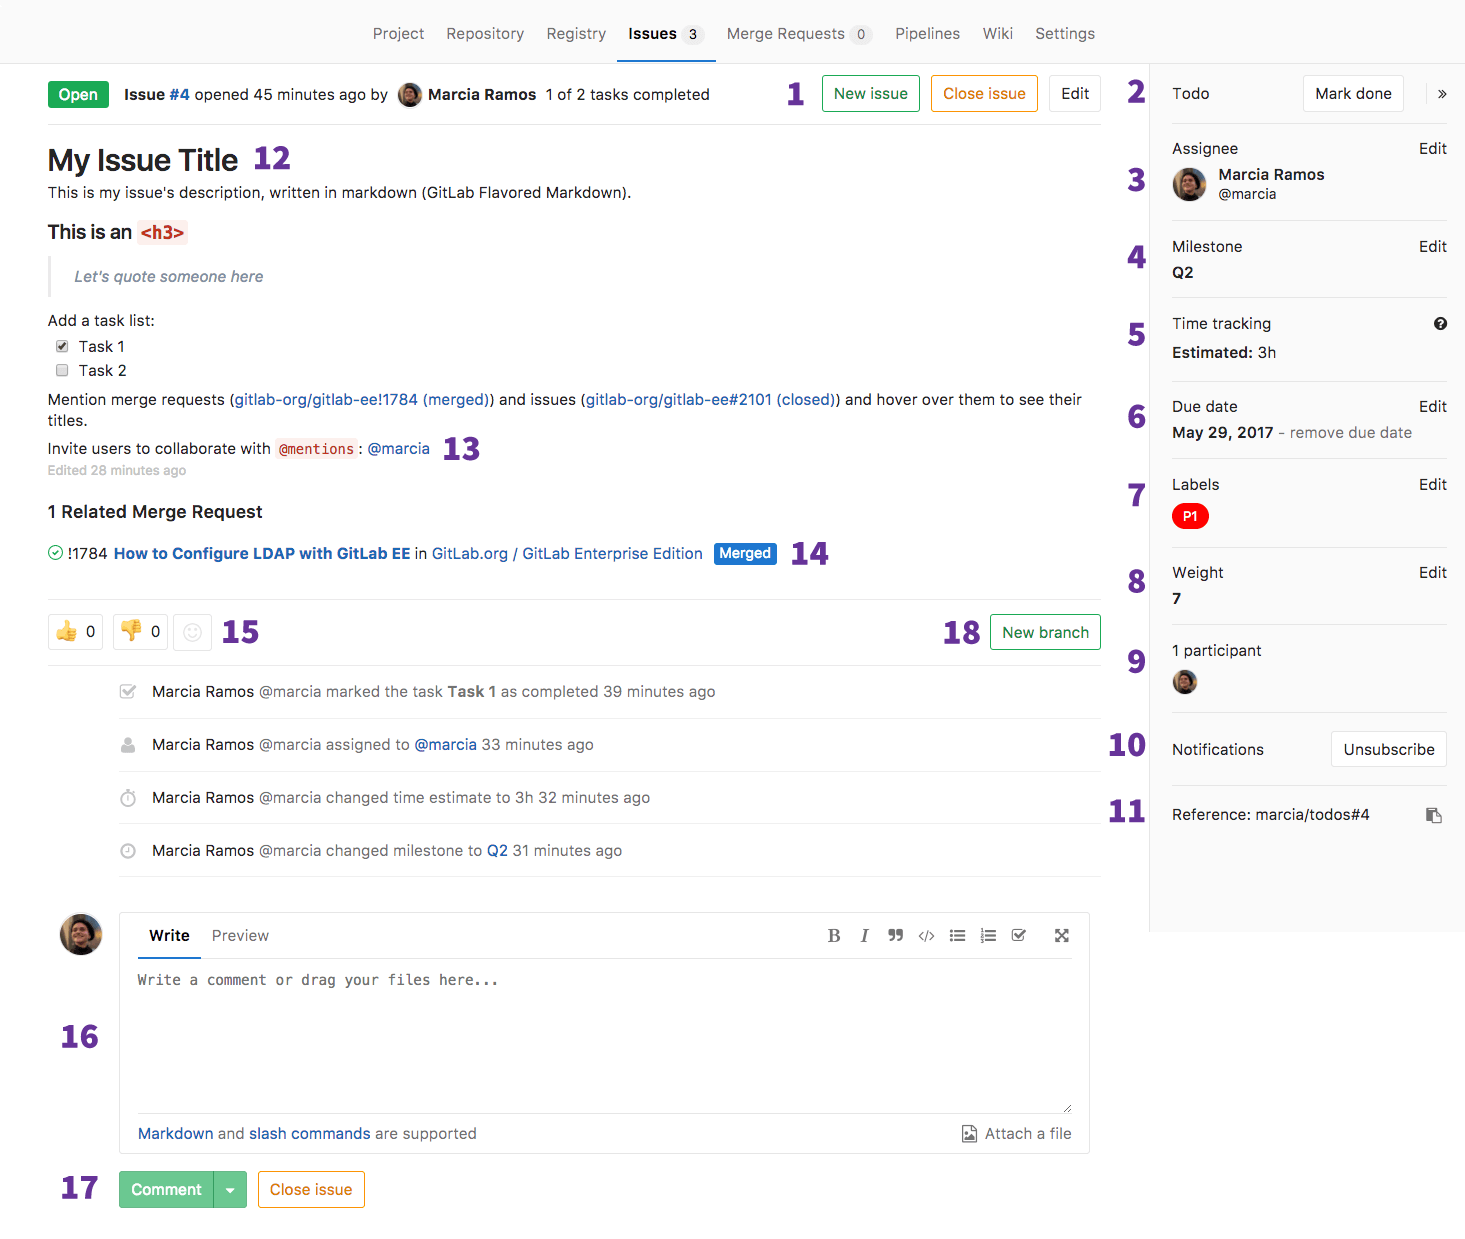 Project Repository Registry Issues 3 Merge Requests 0 Pipelines Wiki Settings
Open Issue #4 opened 45 minutes ago by Marcia Ramos 1 of 2 tasks completed 1 New issue Close issue Edit
My Issue Title 12
This is my issue's description, written in markdown (GitLab Flavored Markdown).
This is an <h3>
Let's quote someone here
Add a task list:
Task 1
Task 2
Mention merge requests (gitlab-org/gitlab-ee!1784 (merged)) and issues (gitlab-org/gitlab-ee#2101 (closed)) and hover over them to see their
titles.
Invite users to collaborate with @mentions: @marcia 13
Edited 28 minutes ago
1 Related Merge Request
!1784 How to Configure LDAP with GitLab EE in GitLab.org / GitLab Enterprise Edition Merged 14
0 0 15 18 New branch
Marcia Ramos @marcia marked the task Task 1 as completed 39 minutes ago
Marcia Ramos @marcia assigned to @marcia 33 minutes ago
Marcia Ramos @marcia changed time estimate to 3h 32 minutes ago
Marcia Ramos @marcia changed milestone to Q2 31 minutes ago
Write Preview B I
Write a comment or drag your files here...
16
Markdown and slash commands are supported Attach a file
17 Comment Close issue
2 Todo Mark done »
Assignee Edit
3 Marcia Ramos
@marcia
4 Milestone Edit
Q2
5 Time tracking ?
Estimated: 3h
6 Due date Edit
May 29, 2017 - remove due date
7 Labels Edit
P1
8 Weight Edit
7
9 1 participant
10 Notifications Unsubscribe
11 Reference: marcia/todos#4